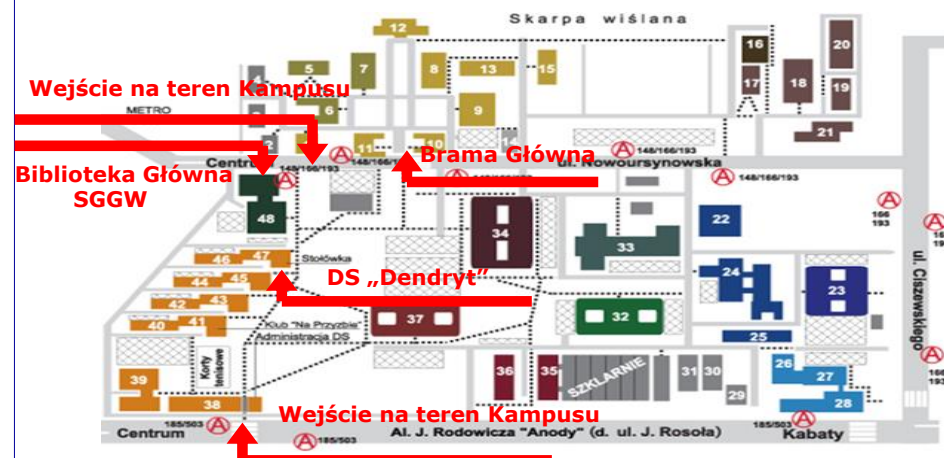 Skarpa wiślana
12
16
20
4
5
7
8
13
15
18
17
19
Wejście na teren Kampusu
METRO
6
9
21
2
11
10
A
A 148/166/193
Centrum
148/166/193
Brama Główna
ul. Nowoursynowska
Biblioteka Główna
SGGW
A
A
A 148/166/193
A
166
193
48
34
33
22
A
46
47
Stołówka
44
45
DS „Dendryt”
24
23
ul. Ciszewskiego
42
43
40
41
Klub "Na Przyzbie"
Administracja DS
37
32
25
A
39
Korty
tenisowe
36
35
SZKLARNIE
31
30
29
26
27
28
38
Wejście na teren Kampusu
185/503 A
185/503 A
Centrum
A 185/503
Al. J. Rodowicza "Anody" (d. ul. J. Rosoła)
Kabaty